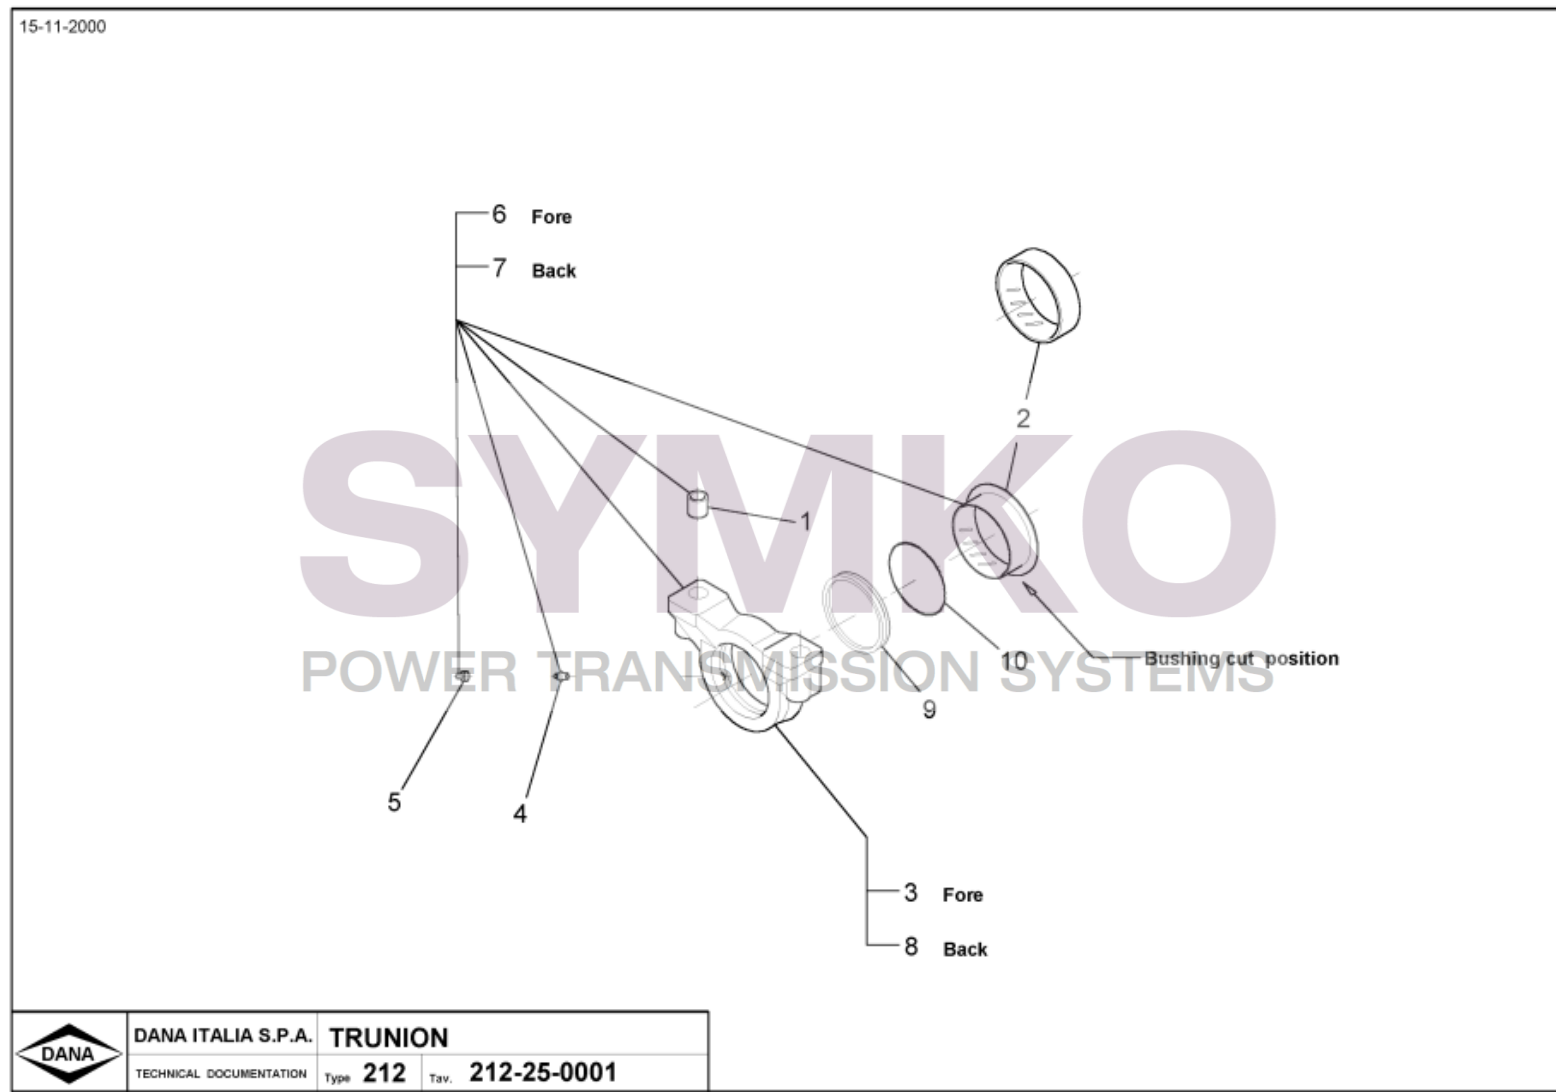 15-11-2000
6 Fore
7 Back
2
SYMKO
1
POWER TRANSMISSION SYSTEMS
10
Bushing cut position
9
5
4
3 Fore
8 Back
DANA
DANA ITALIA S.P.A.
TRUNION
TECHNICAL DOCUMENTATION
Type 212
Tav. 212-25-0001